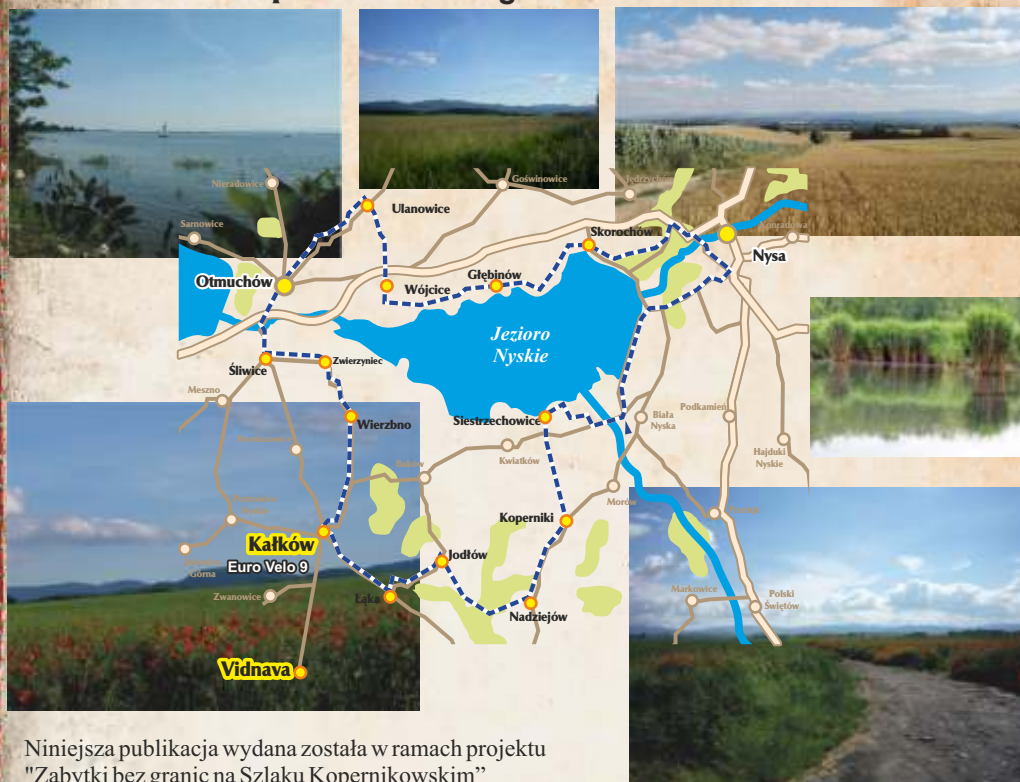 Nieradowice
Goświnowice
Sarnowice
Ulanowice
Skorochów
Konradowa
Nysa
Otmuchów
Głębinów
Wójcice
Jezioro
Nyskie
Śliwice
Zwierzyniec
Meszno
Wierzbno
Siestrzechowice
Biała
Nyska
Podkamień
Kwiatków
Hajduki
Nyskie
Morów
Koperniki
Kałków
Euro Velo 9
Jodłów
Górna
Zwanowice
Łąka
Markowice
Polski
Świętów
Nadziejów
Vidnava
Niniejsza publikacja wydana została w ramach projektu
"Zabytki bez granic na Szlaku Kopernikowskim”